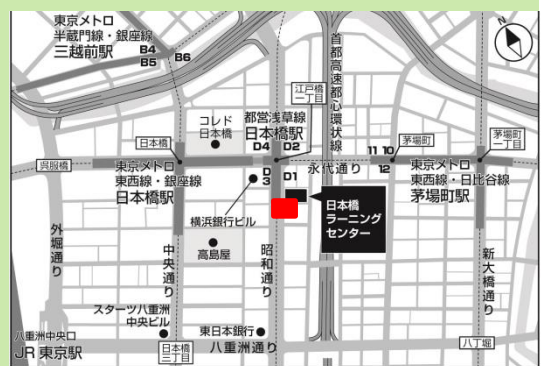 東京メトロ
半蔵門線・銀座線
三越前駅
B4
B5
B6
N
首都高速都心環状線
江戸橋
一丁目
コレド
日本橋
都営浅草線
日本橋駅
D4 D2
日本橋
呉服橋
東京メトロ
東西線・銀座線
日本橋駅
D
3
D1
永代通り
11 10
12
茅場町
茅場町
一丁目
東京メトロ
東西線・日比谷線
茅場町駅
日本橋
ラーニング
センター
横浜銀行ビル
高島屋
外堀通り
中央通り
昭和通り
新大橋通り
スターツ八重洲
中央ビル
東日本銀行
八重洲中央口
JR 東京駅
日本橋
三丁目
八重洲通り
八丁堀